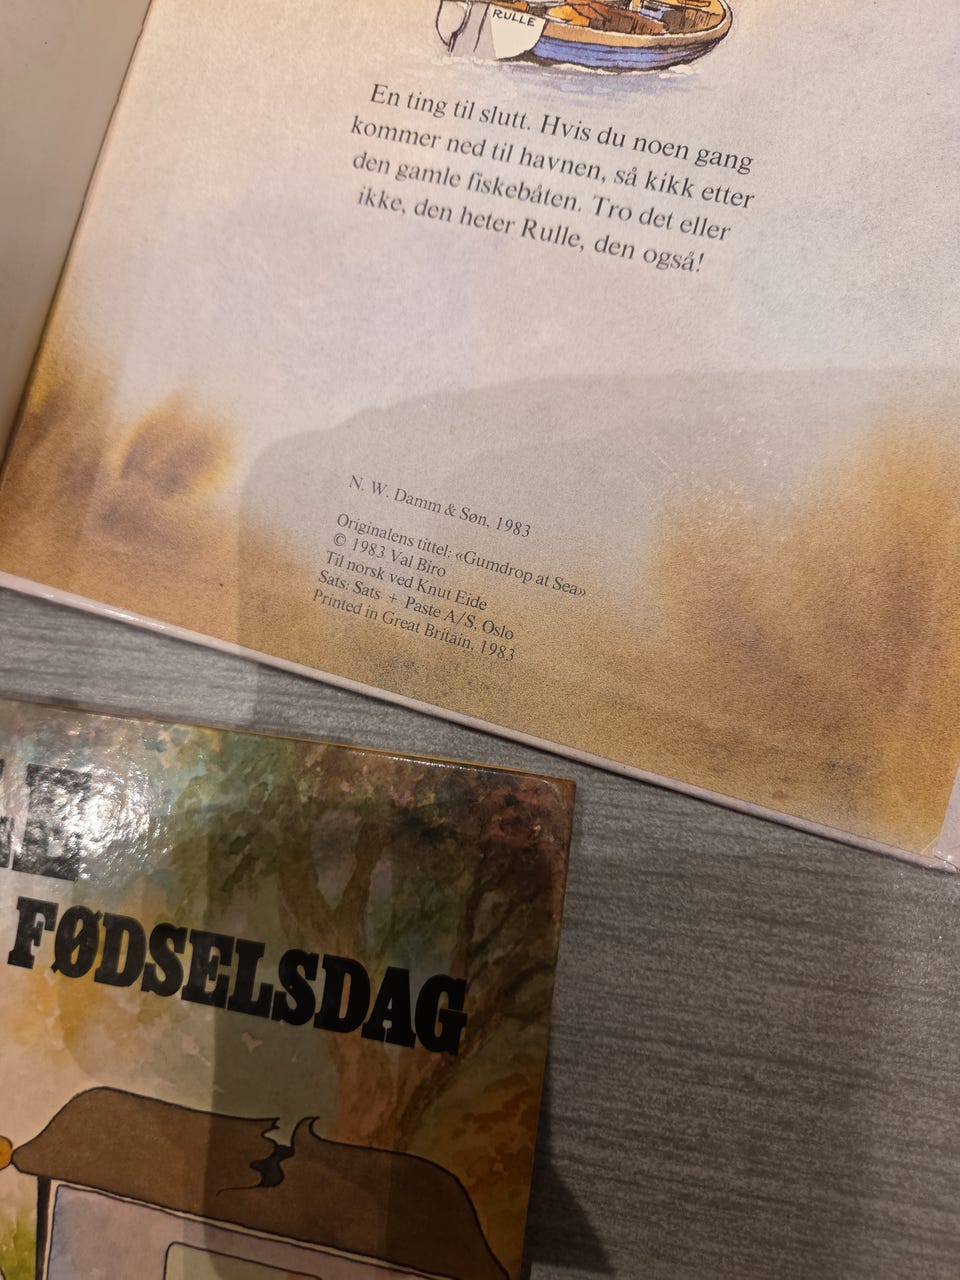 RULLE
En ting til slutt. Hvis du noen gang
kommer ned til havnen, så kikk etter
den gamle fiskebåten. Tro det eller
ikke, den heter Rulle, den også!
N. W. Damm & Søn, 1983
Originalens tittel: «Gumdrop at Sea»
© 1983 Val Biro
Til norsk ved Knut Eide
Sats: Sats + Paste A/S, Oslo
Printed in Great Britain, 1983
FØDSELSDAG